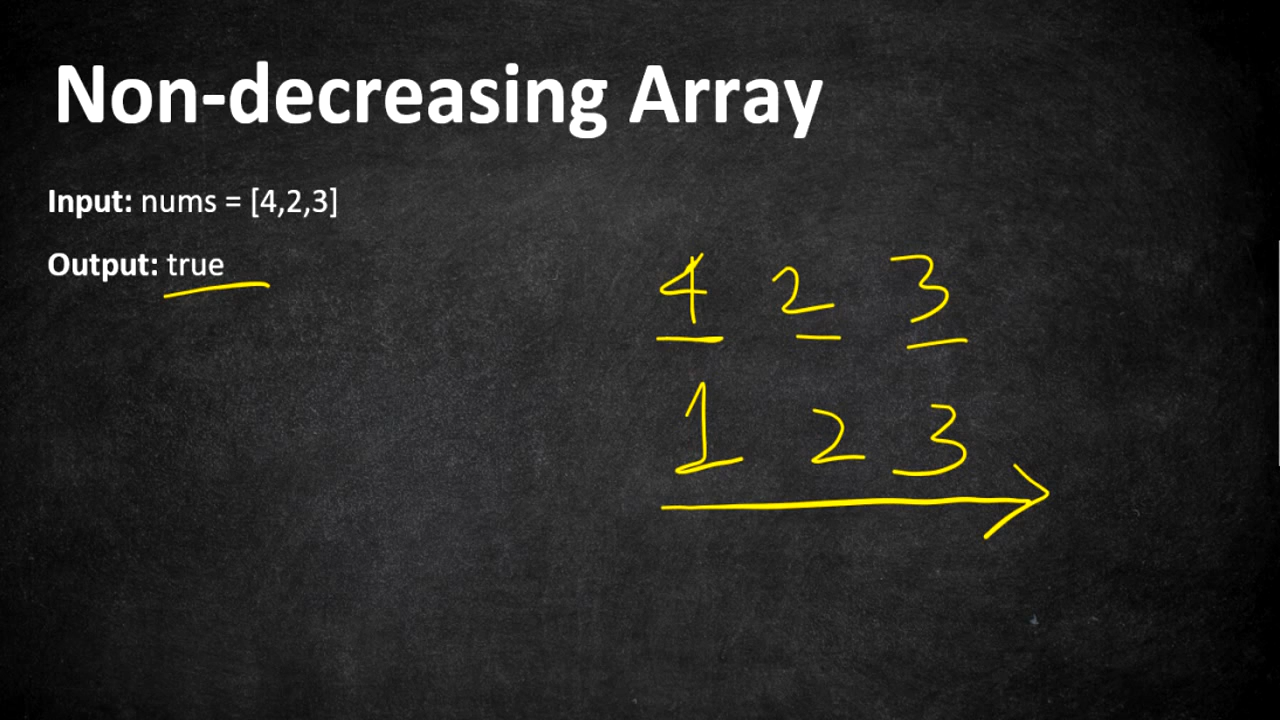 Non-decreasing Array
Input: nums = [4,2,3]
Output: true
4 2 3
1 2 3